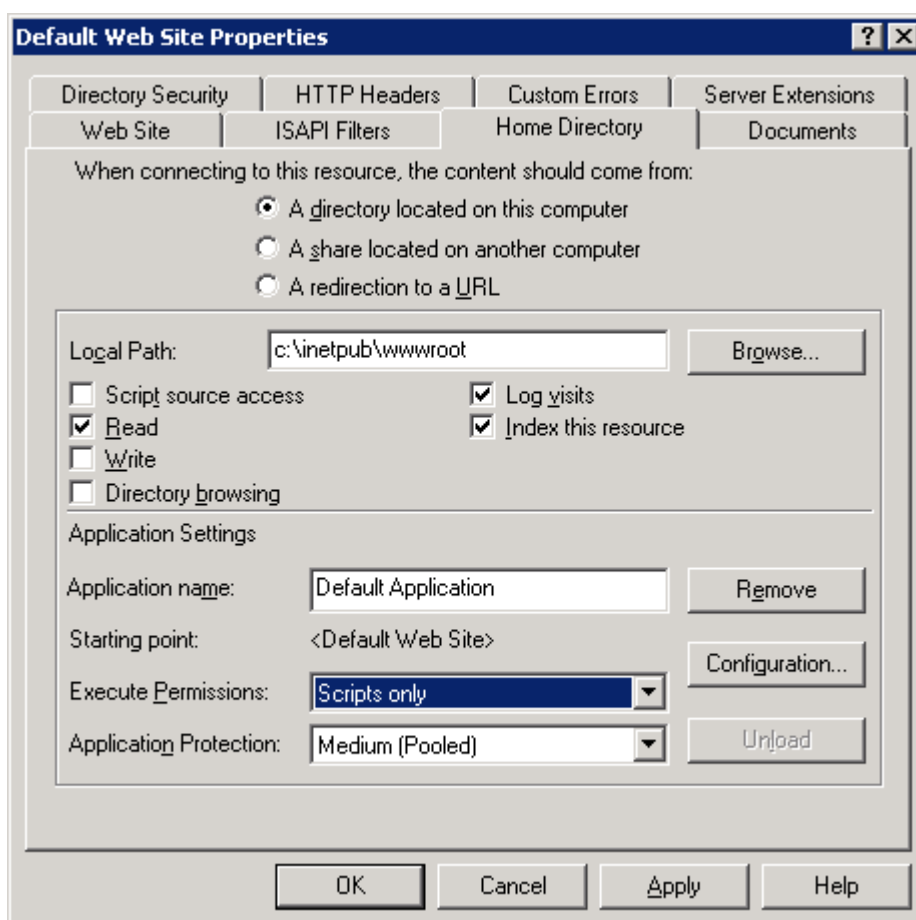 Default Web Site Properties
Directory Security HTTP Headers Custom Errors Server Extensions
Web Site ISAPI Filters Home Directory Documents
When connecting to this resource, the content should come from:
A directory located on this computer
A share located on another computer
A redirection to a URL
Local Path: c:\inetpub\wwwroot Browse...
Script source access Log visits
Read Index this resource
Write
Directory browsing
Application Settings
Application name: Default Application Remove
Starting point: <Default Web Site>
Configuration...
Execute Permissions: Scripts only
Application Protection: Medium (Pooled) Unload
OK Cancel Apply Help